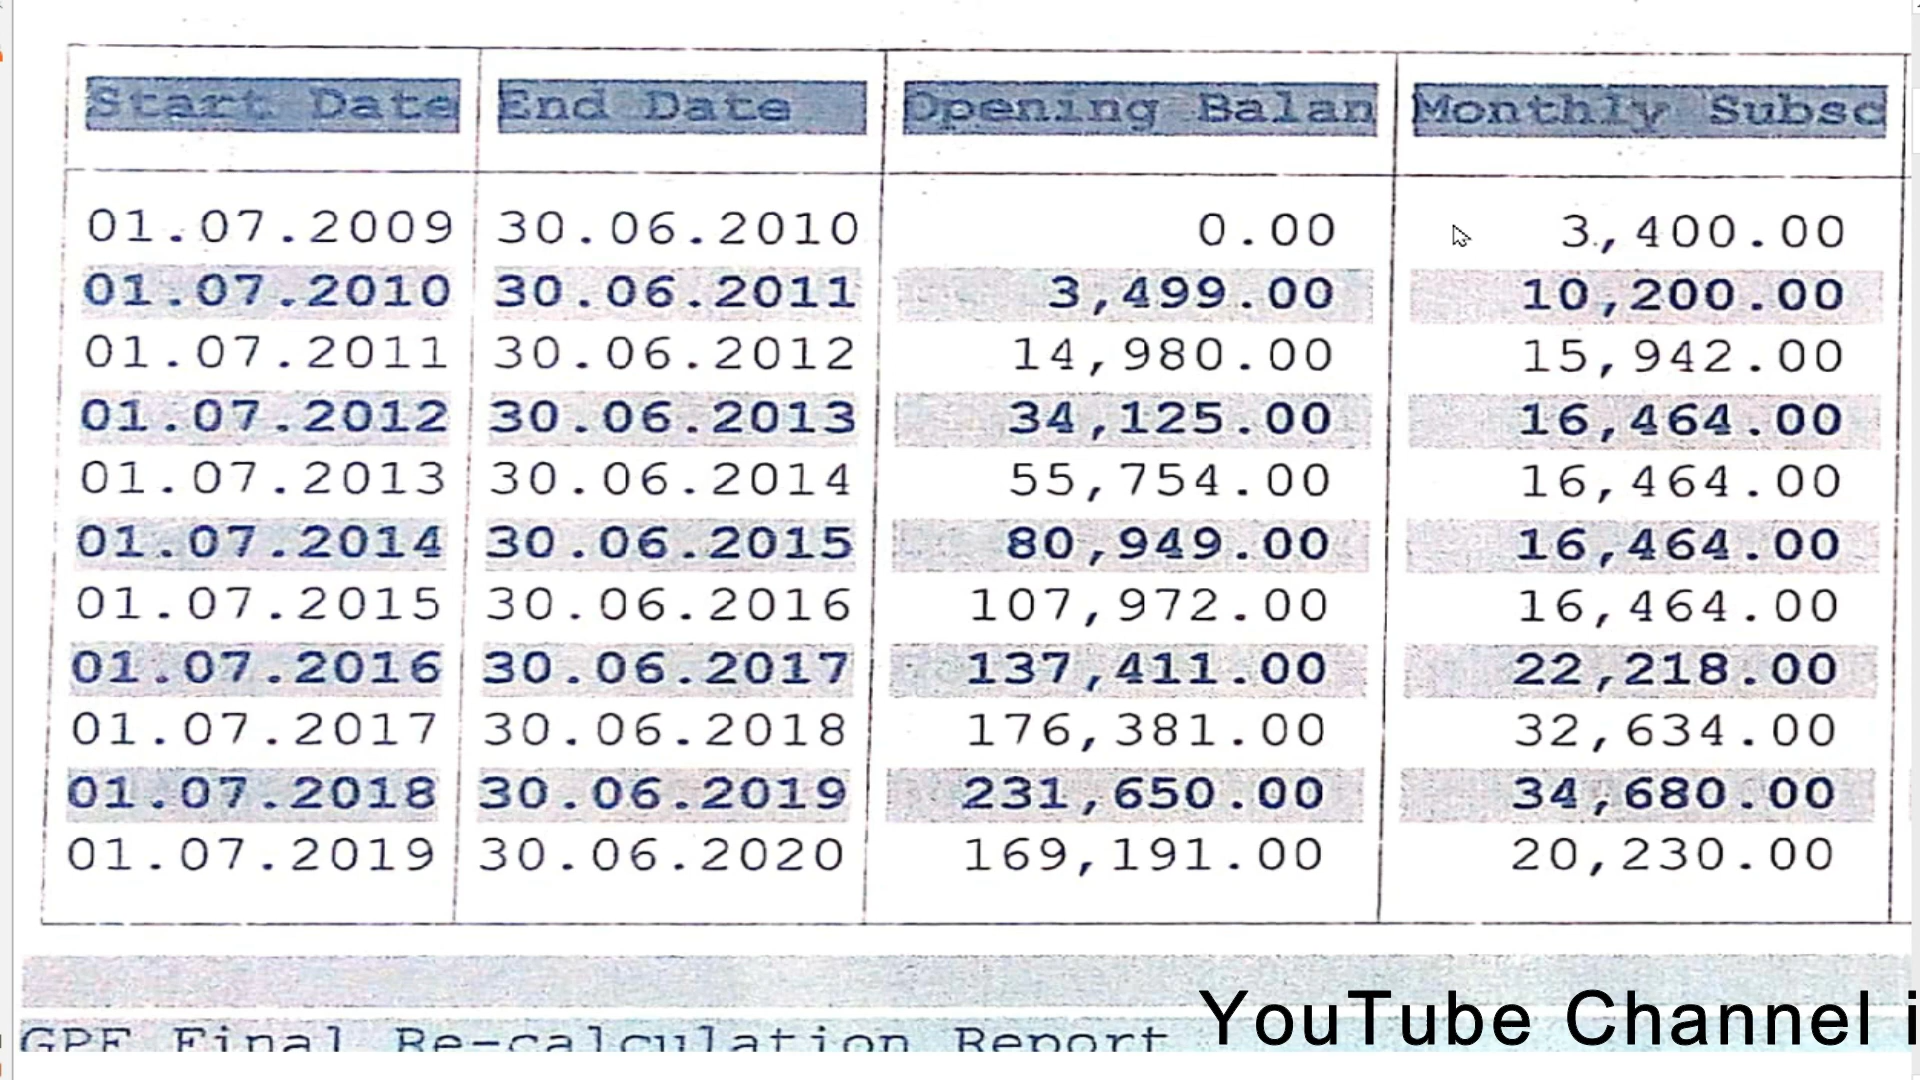 Start Date End Date Opening Balan Monthly Subsc
01.07.2009 30.06.2010 0.00 3,400.00
01.07.2010 30.06.2011 3,499.00 10,200.00
01.07.2011 30.06.2012 14,980.00 15,942.00
01.07.2012 30.06.2013 34,125.00 16,464.00
01.07.2013 30.06.2014 55,754.00 16,464.00
01.07.2014 30.06.2015 80,949.00 16,464.00
01.07.2015 30.06.2016 107,972.00 16,464.00
01.07.2016 30.06.2017 137,411.00 22,218.00
01.07.2017 30.06.2018 176,381.00 32,634.00
01.07.2018 30.06.2019 231,650.00 34,680.00
01.07.2019 30.06.2020 169,191.00 20,230.00
GPF Final Re-calculation Report
YouTube Channel i